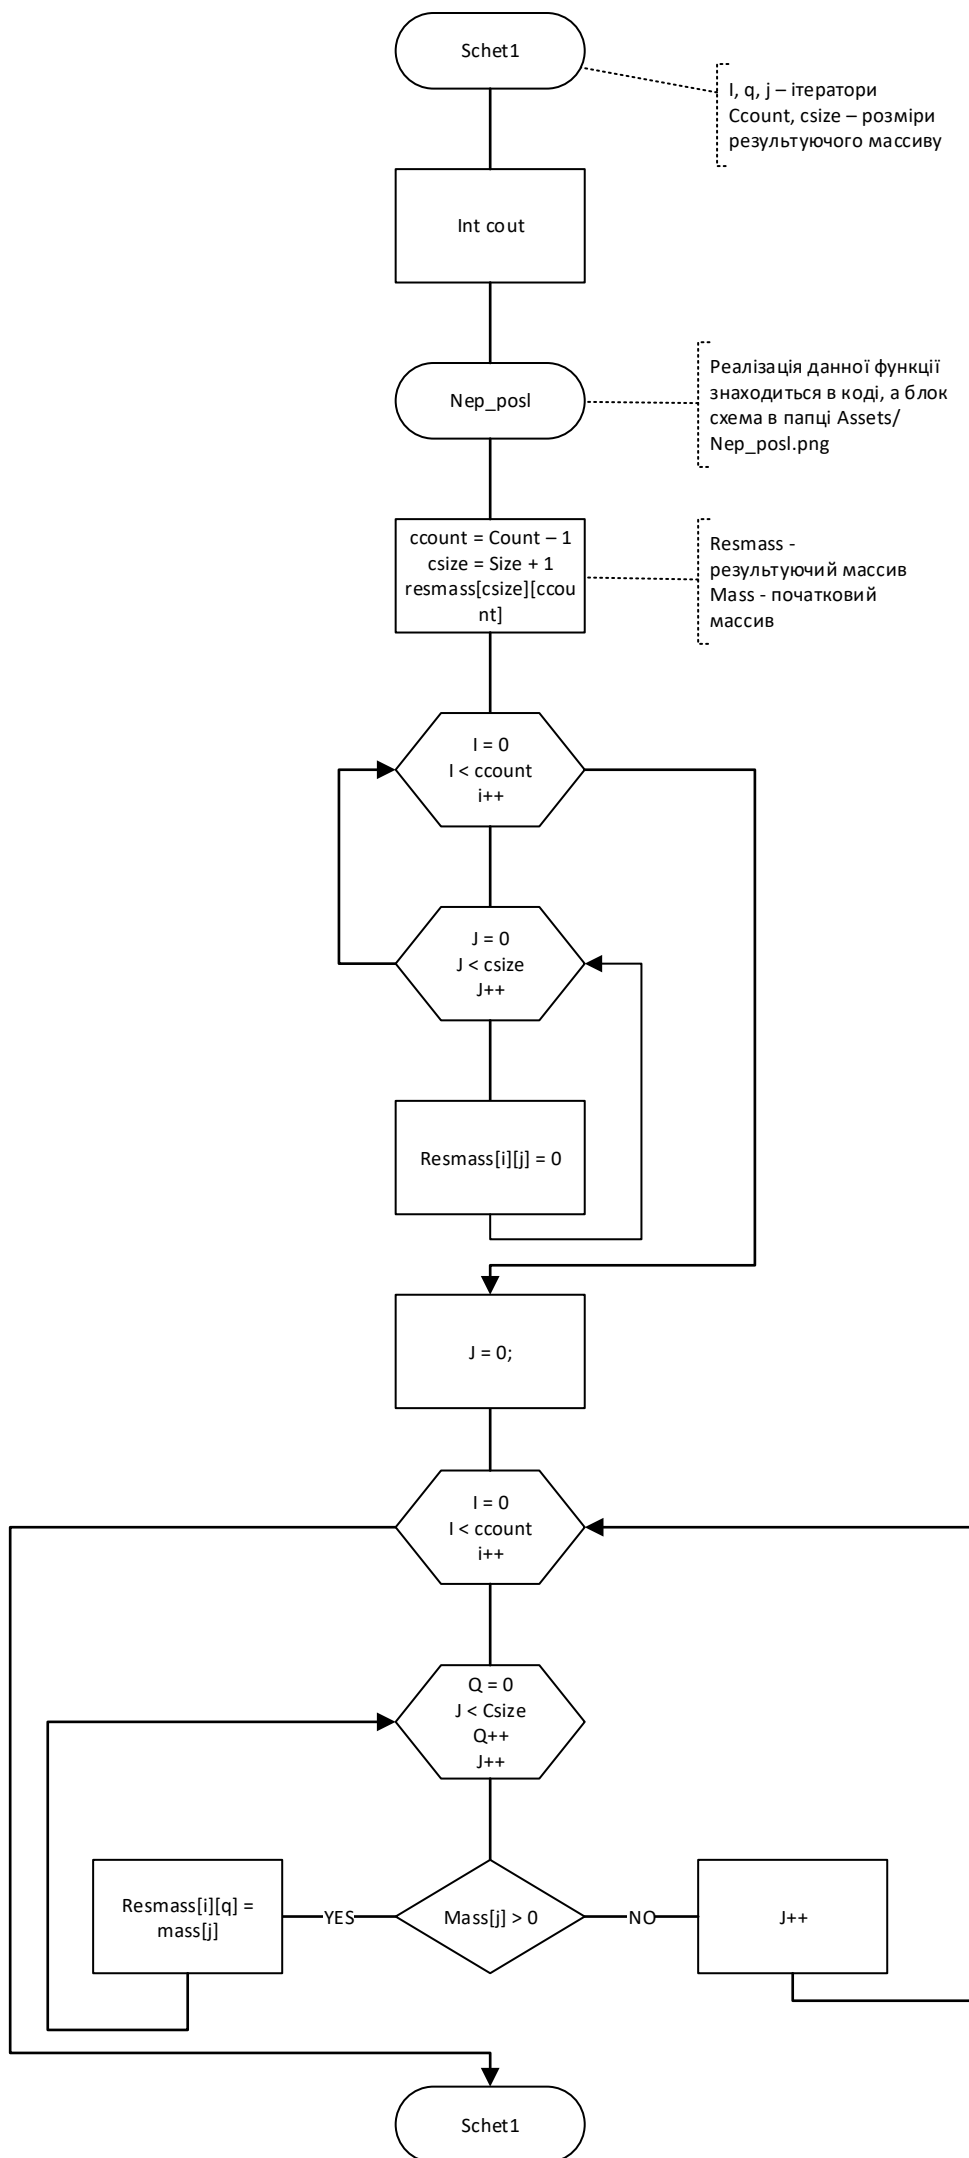 Schet1
I, q, j – ітератори
Ccount, csize – розміри
результуючого массиву
Int cout
Nep_posl
Реалізація данної функції
знаходиться в коді, а блок
схема в папці Assets/
Nep_posl.png
ccount = Count – 1
csize = Size + 1
resmass[csize][ccou
nt]
Resmass -
результуючий массив
Mass - початковий
массив
I = 0
I < ccount
i++
J = 0
J < csize
J++
Resmass[i][j] = 0
J = 0;
I = 0
I < ccount
i++
Q = 0
J < Csize
Q++
J++
Resmass[i][q] =
mass[j]
YES
Mass[j] > 0
NO
J++
Schet1